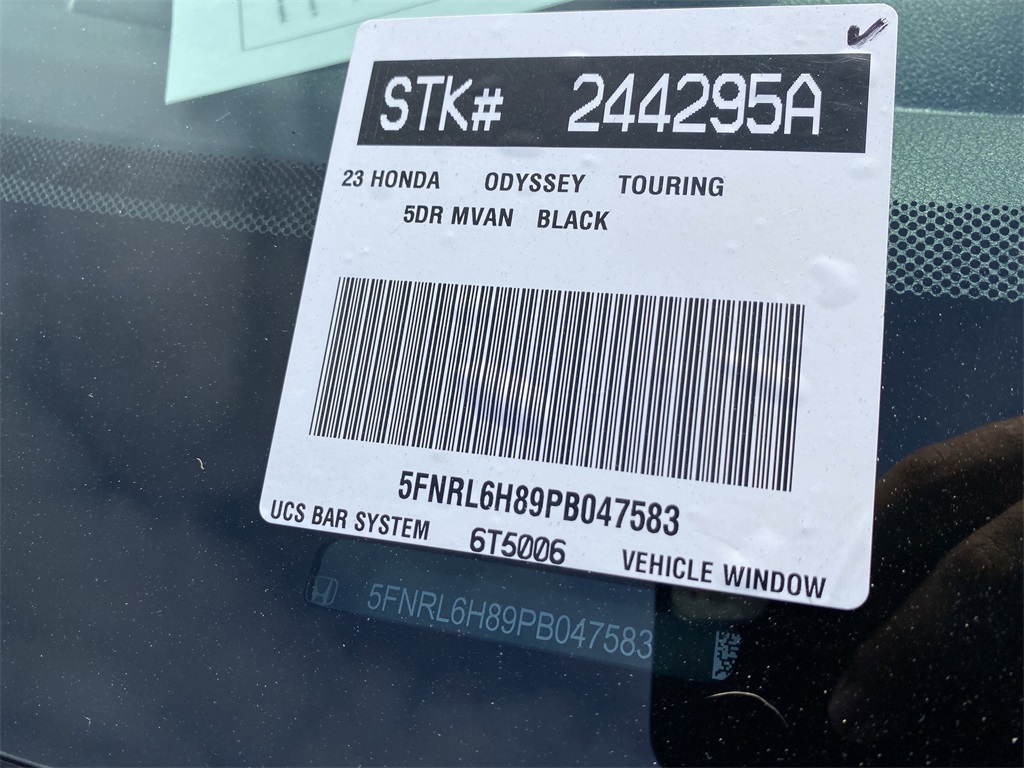 STK# 244295A
23 HONDA ODYSSEY TOURING
5DR MVAN BLACK
5FNRL6H89PB047583
UCS BAR SYSTEM 6T5006 VEHICLE WINDOW
5FNRL6H89PB047583